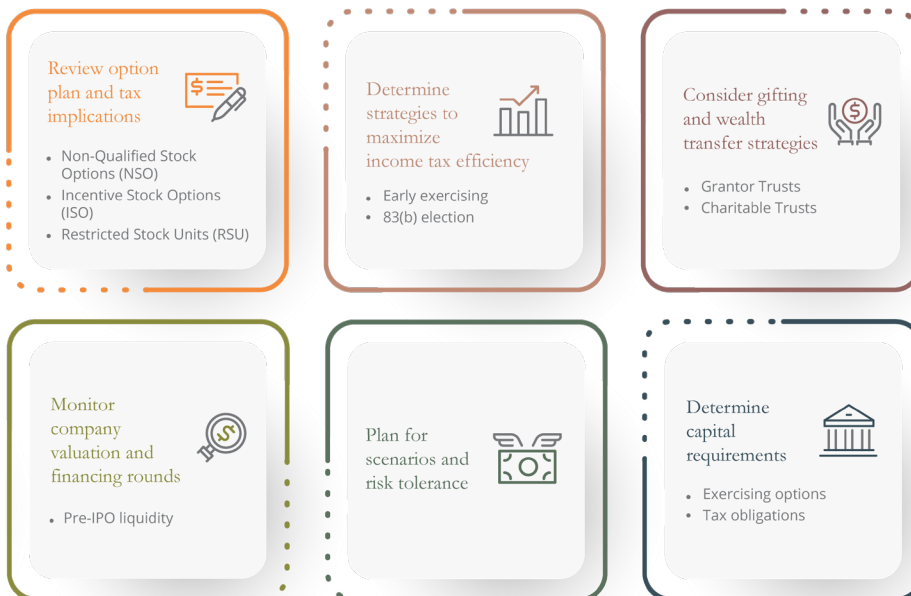 Review option
plan and tax
implications
• Non-Qualified Stock
Options (NSO)
• Incentive Stock Options
(ISO)
• Restricted Stock Units (RSU)
Determine
strategies to
maximize
income tax efficiency
• Early exercising
• 83(b) election
Consider gifting
and wealth
transfer strategies
• Grantor Trusts
• Charitable Trusts
Monitor
company
valuation and
financing rounds
• Pre-IPO liquidity
Plan for
scenarios and
risk tolerance
Determine
capital
requirements
• Exercising options
• Tax obligations